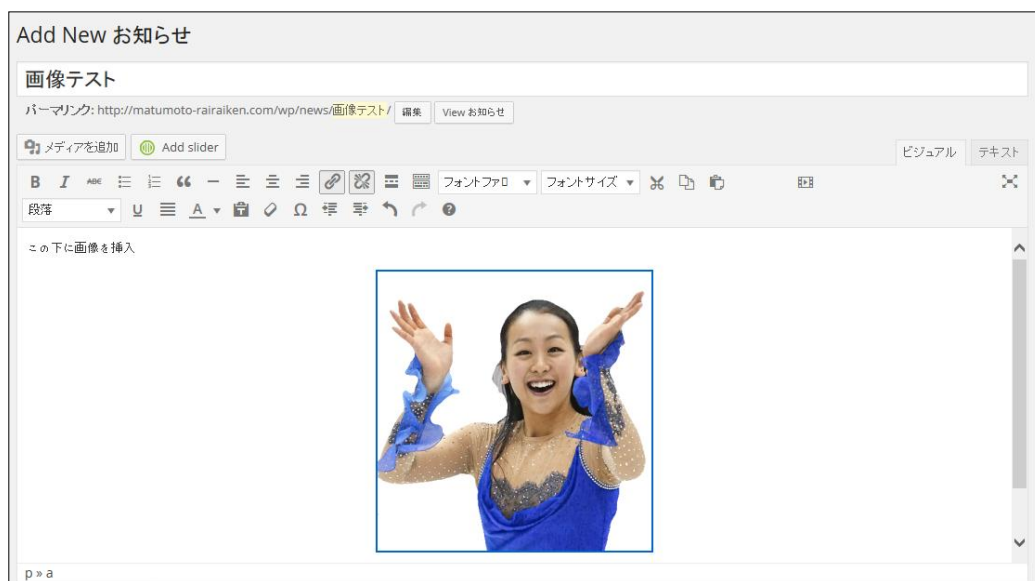 Add New お知らせ
画像テスト
パーマリンク: http://matumoto-rairaiken.com/wp/news/画像テスト/ 編集 View お知らせ
メディアを追加 Add slider ビジュアル テキスト
B I ABC フォントファミ フォントサイズ
段落 U A Ω
この下に画像を挿入
p » a